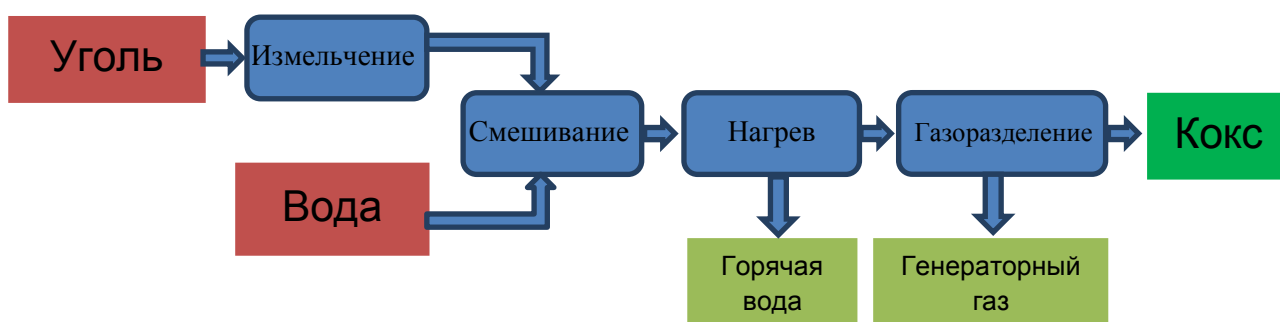 Уголь
Измельчение
Вода
Смешивание
Нагрев
Газоразделение
Кокс
Горячая
вода
Генераторный
газ